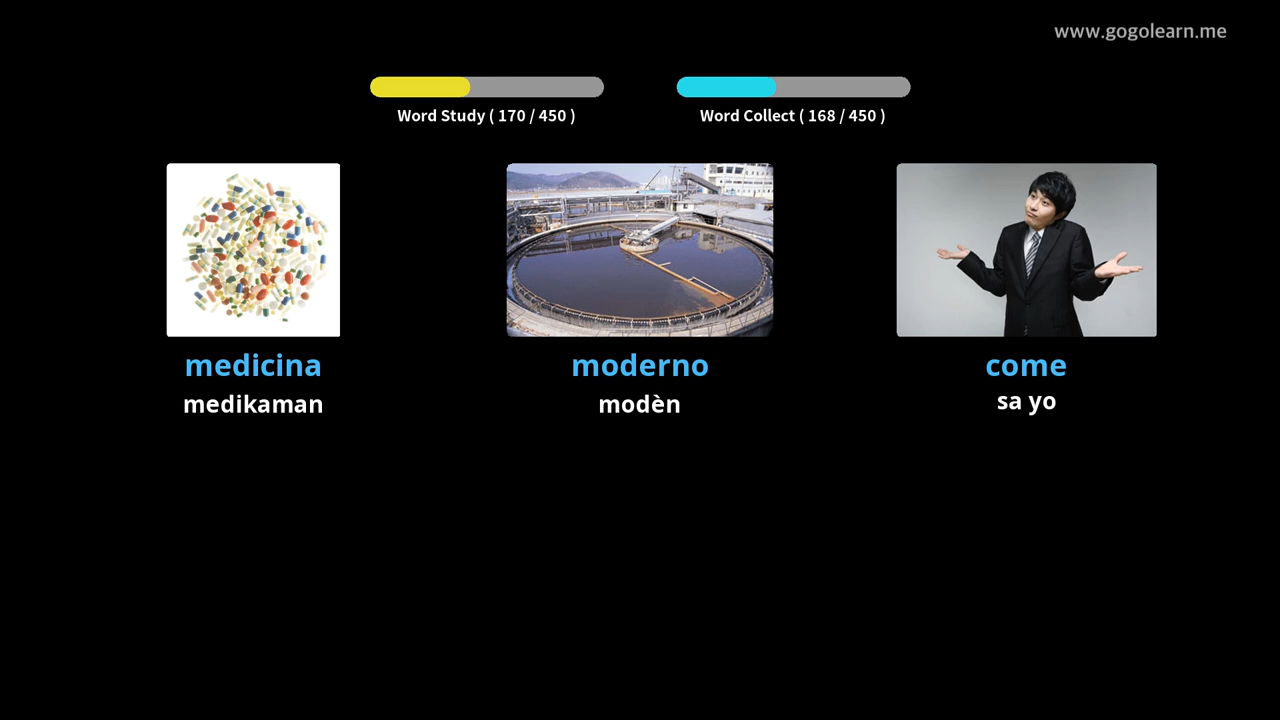 www.gogolearn.me
Word Study ( 170 / 450 )
Word Collect ( 168 / 450 )
medicina
medikaman
moderno
modèn
come
sa yo